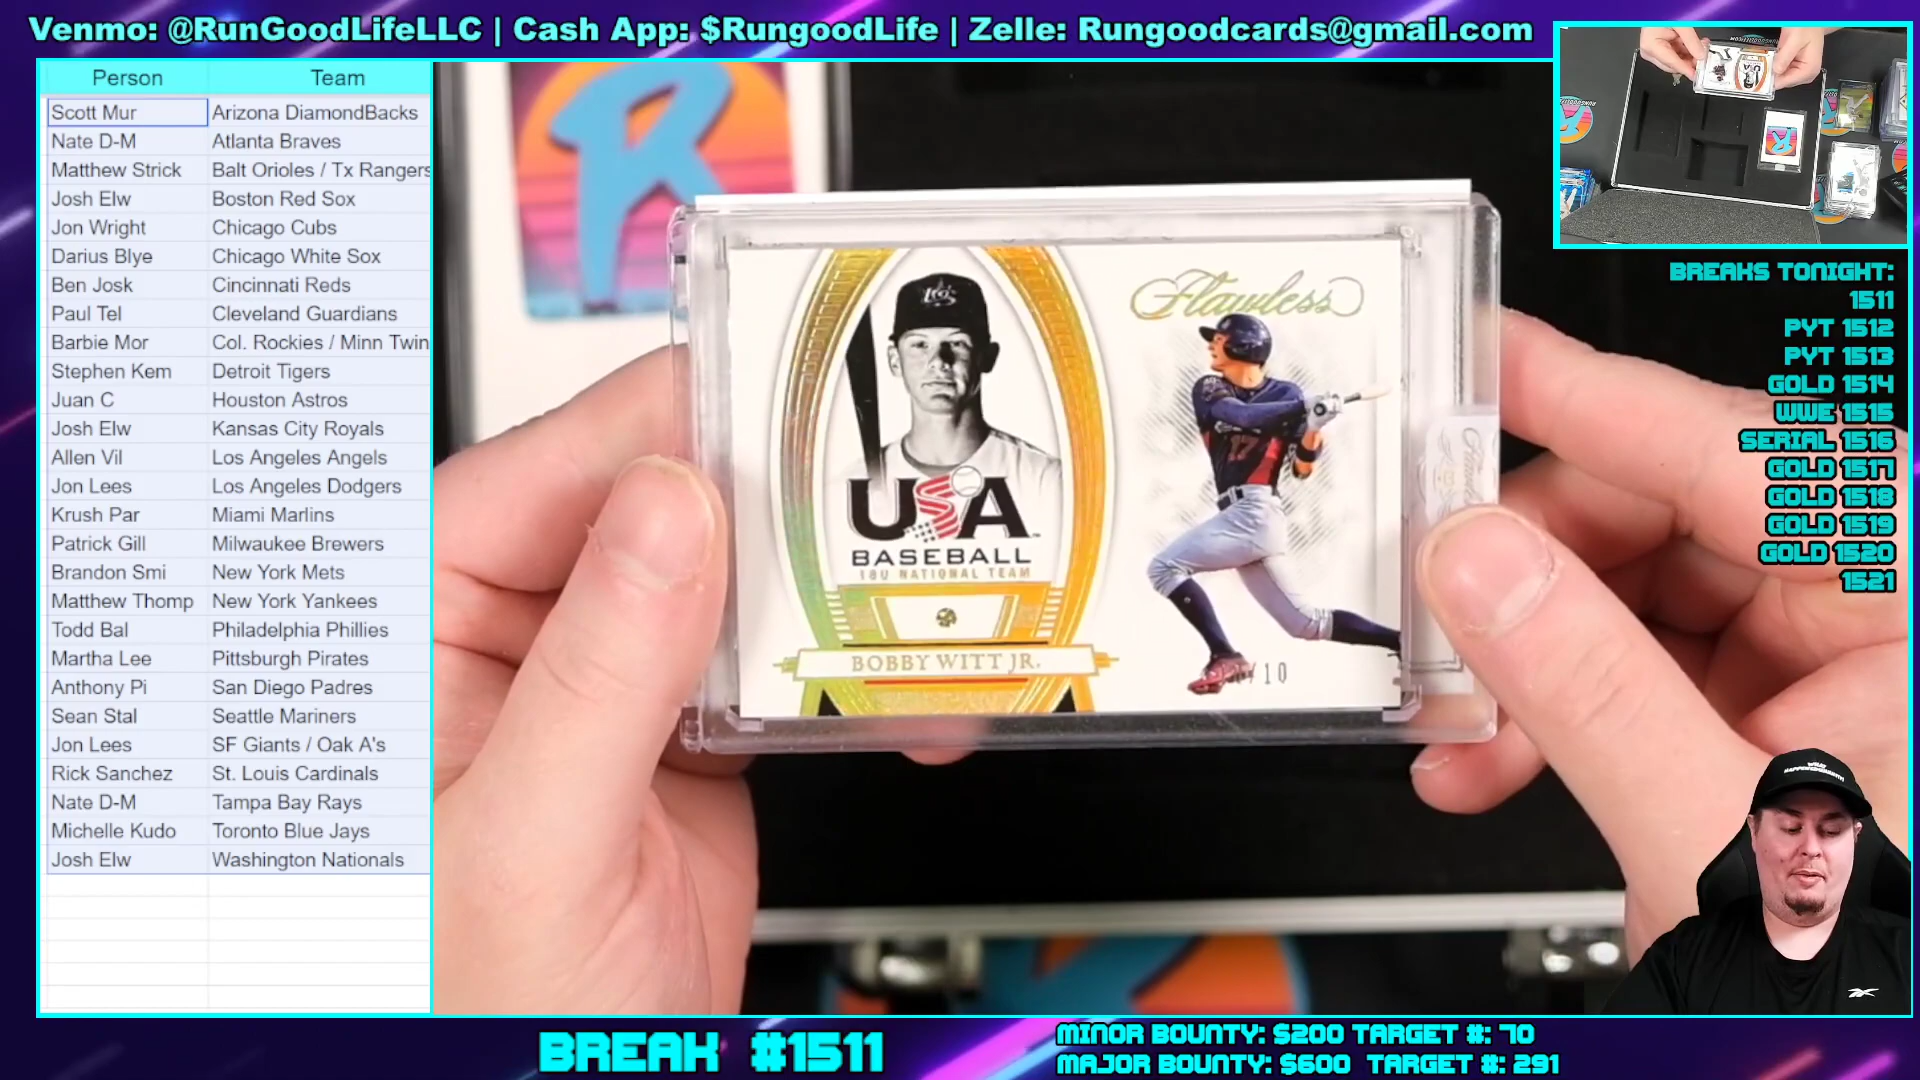 Venmo: @RunGoodLifeLLC | Cash App: $RungoodLife | Zelle: Rungoodcards@gmail.com
Person Team
Scott Mur Arizona DiamondBacks
Nate D-M Atlanta Braves
Matthew Strick Balt Orioles / Tx Rangers
Josh Elw Boston Red Sox
Jon Wright Chicago Cubs
Darius Blye Chicago White Sox
Ben Josk Cincinnati Reds
Paul Tel Cleveland Guardians
Barbie Mor Col. Rockies / Minn Twin
Stephen Kem Detroit Tigers
Juan C Houston Astros
Josh Elw Kansas City Royals
Allen Vil Los Angeles Angels
Jon Lees Los Angeles Dodgers
Krush Par Miami Marlins
Patrick Gill Milwaukee Brewers
Brandon Smi New York Mets
Matthew Thomp New York Yankees
Todd Bal Philadelphia Phillies
Martha Lee Pittsburgh Pirates
Anthony Pi San Diego Padres
Sean Stal Seattle Mariners
Jon Lees SF Giants / Oak A's
Rick Sanchez St. Louis Cardinals
Nate D-M Tampa Bay Rays
Michelle Kudo Toronto Blue Jays
Josh Elw Washington Nationals
R
Flawless
17
USA
BASEBALL
18U NATIONAL TEAM
BOBBY WITT JR.
/10
BREAKS TONIGHT:
1511
PYT 1512
PYT 1513
GOLD 1514
WWE 1515
SERIAL 1516
GOLD 1517
GOLD 1518
GOLD 1519
GOLD 1520
1521
BREAK #1511
MINOR BOUNTY: $200 TARGET #: 70
MAJOR BOUNTY: $600 TARGET #: 291